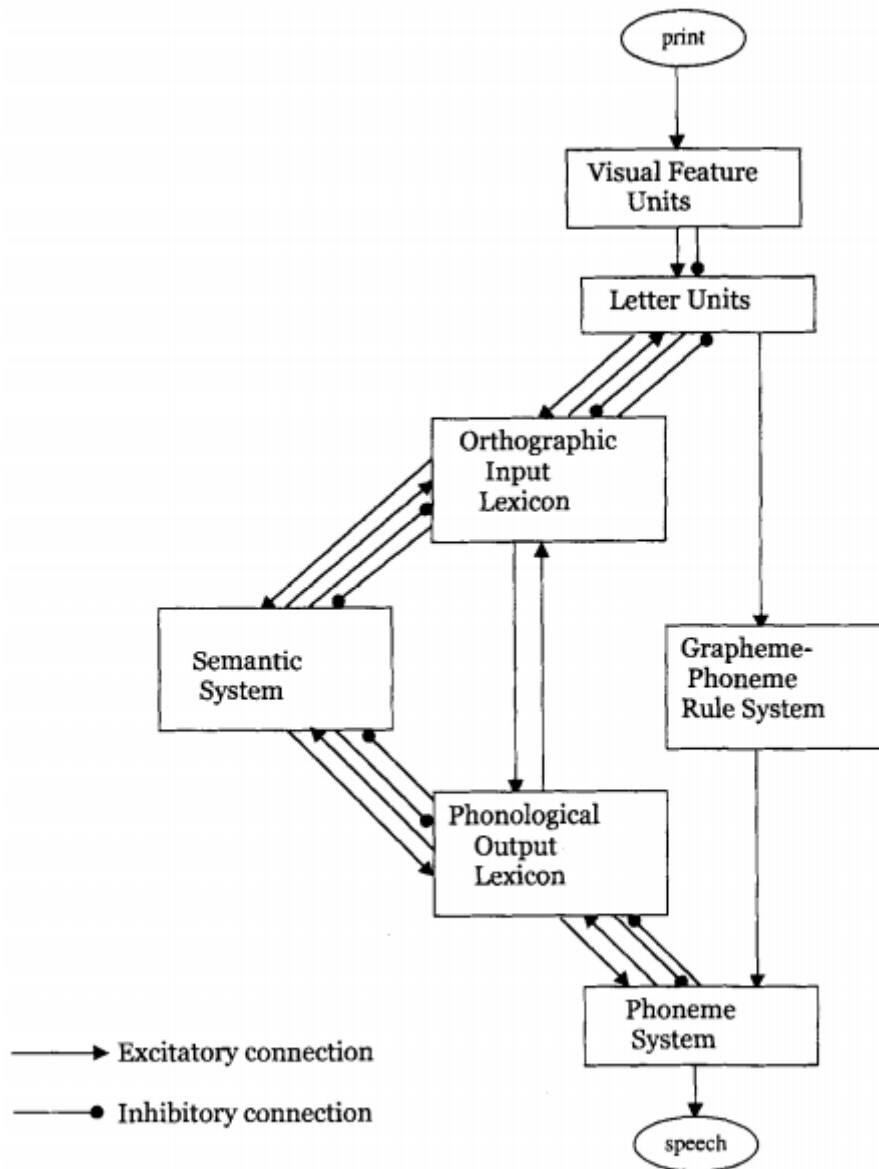 print
Visual Feature
Units
Letter Units
Orthographic
Input
Lexicon
Semantic
System
Grapheme-
Phoneme
Rule System
Phonological
Output
Lexicon
Phoneme
System
Excitatory connection
Inhibitory connection
speech